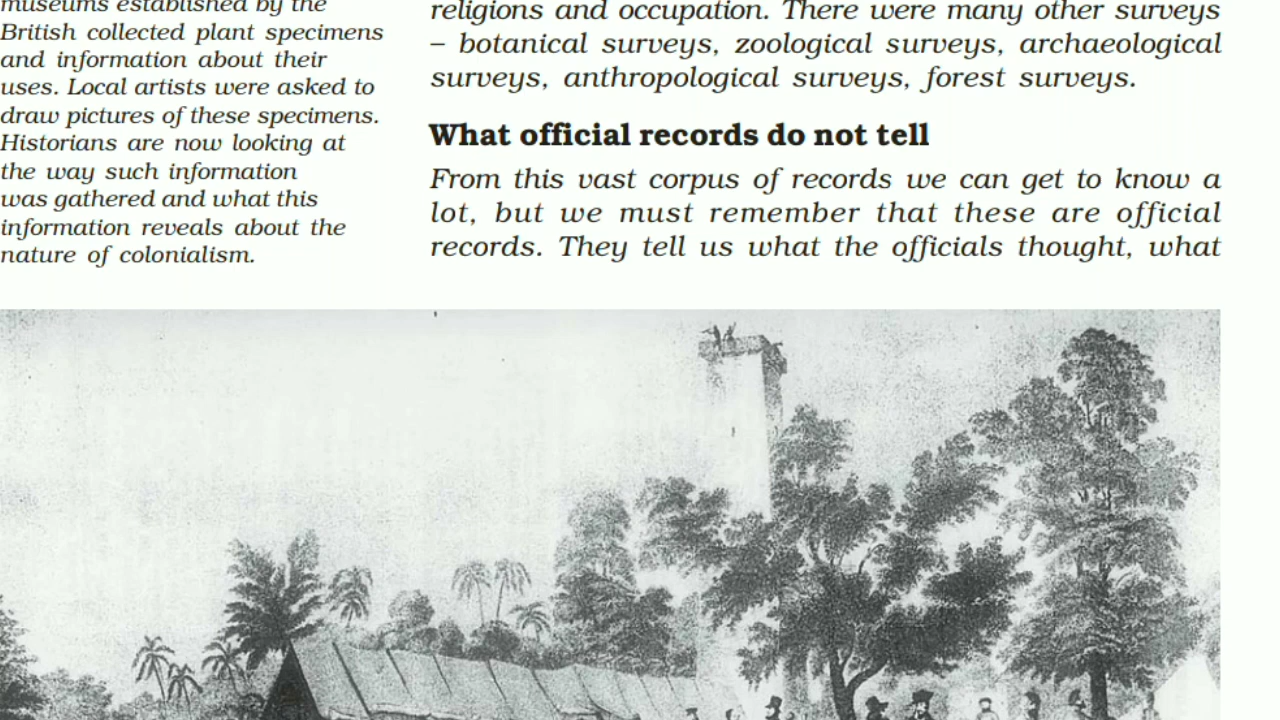 museums established by the
British collected plant specimens
and information about their
uses. Local artists were asked to
draw pictures of these specimens.
Historians are now looking at
the way such information
was gathered and what this
information reveals about the
nature of colonialism.
religions and occupation. There were many other surveys
– botanical surveys, zoological surveys, archaeological
surveys, anthropological surveys, forest surveys.
What official records do not tell
From this vast corpus of records we can get to know a
lot, but we must remember that these are official
records. They tell us what the officials thought, what